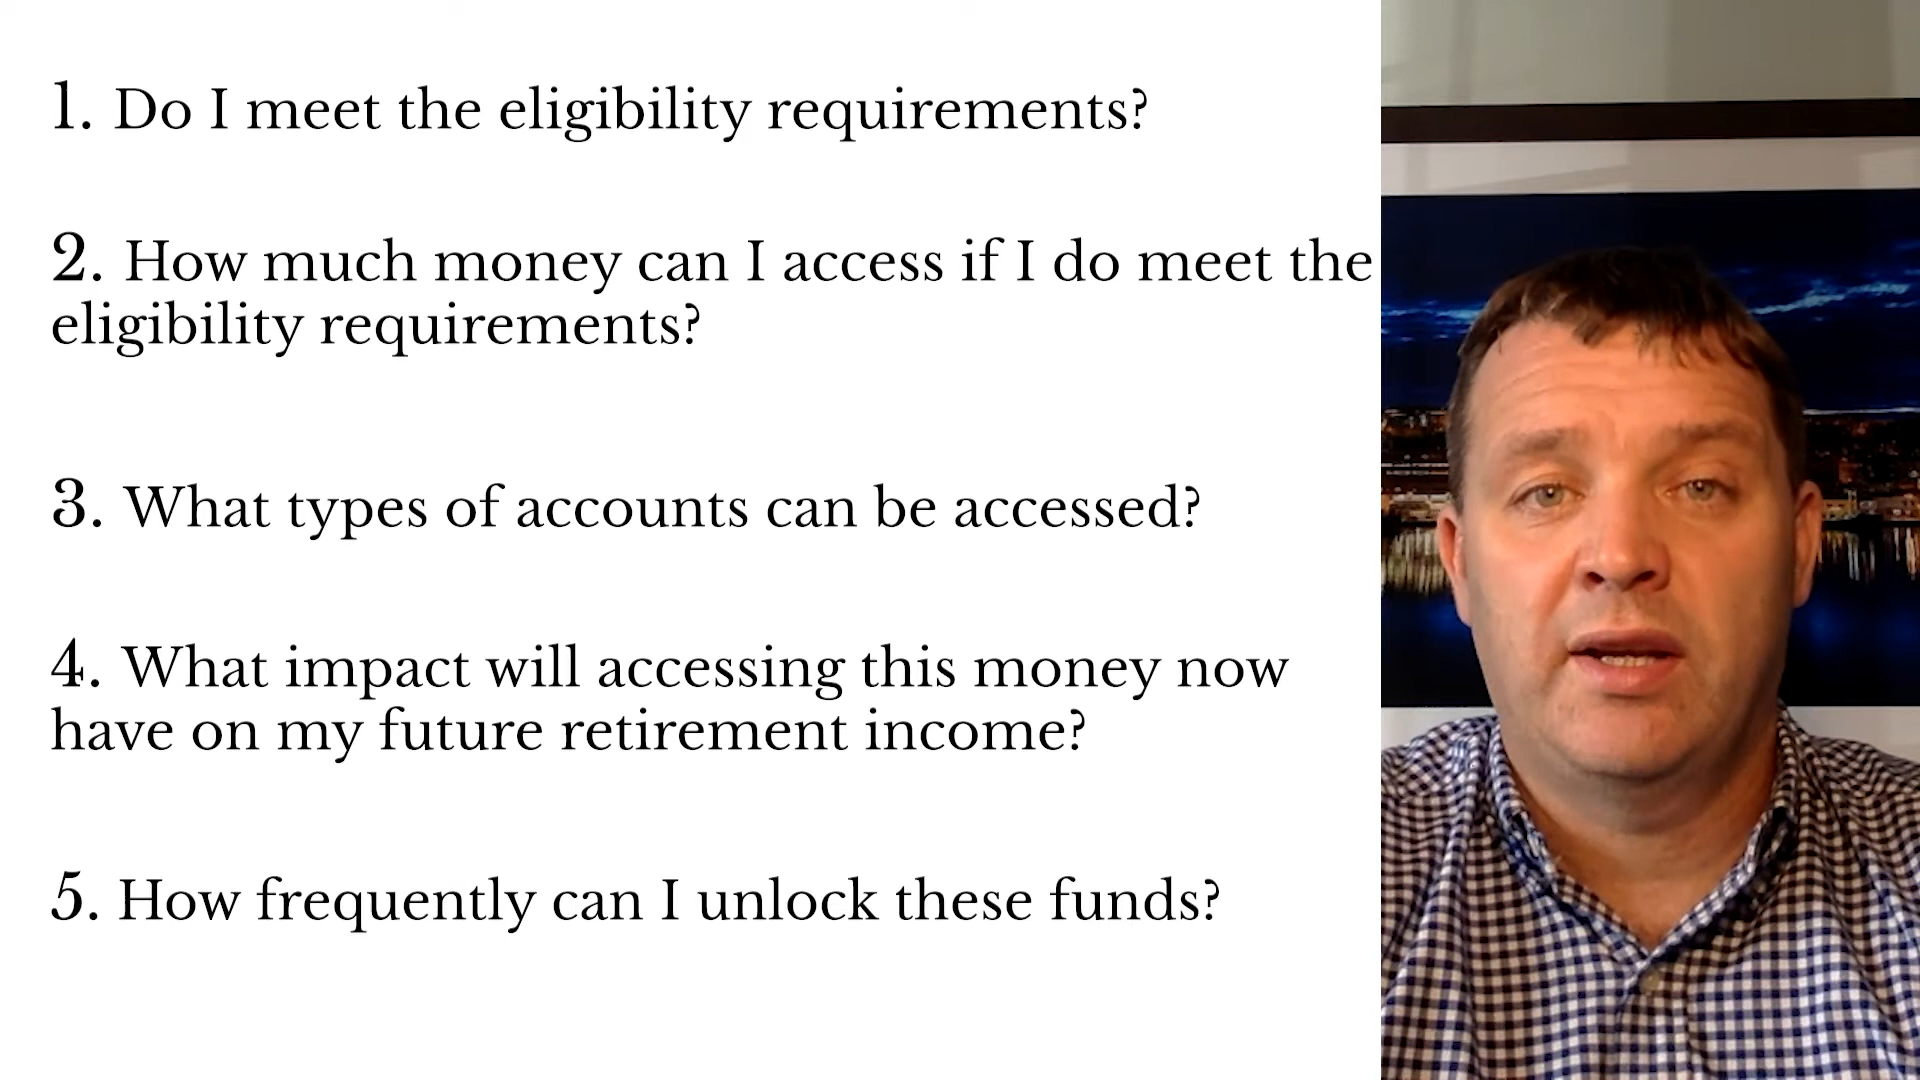 1. Do I meet the eligibility requirements?
2. How much money can I access if I do meet the
eligibility requirements?
3. What types of accounts can be accessed?
4. What impact will accessing this money now
have on my future retirement income?
5. How frequently can I unlock these funds?